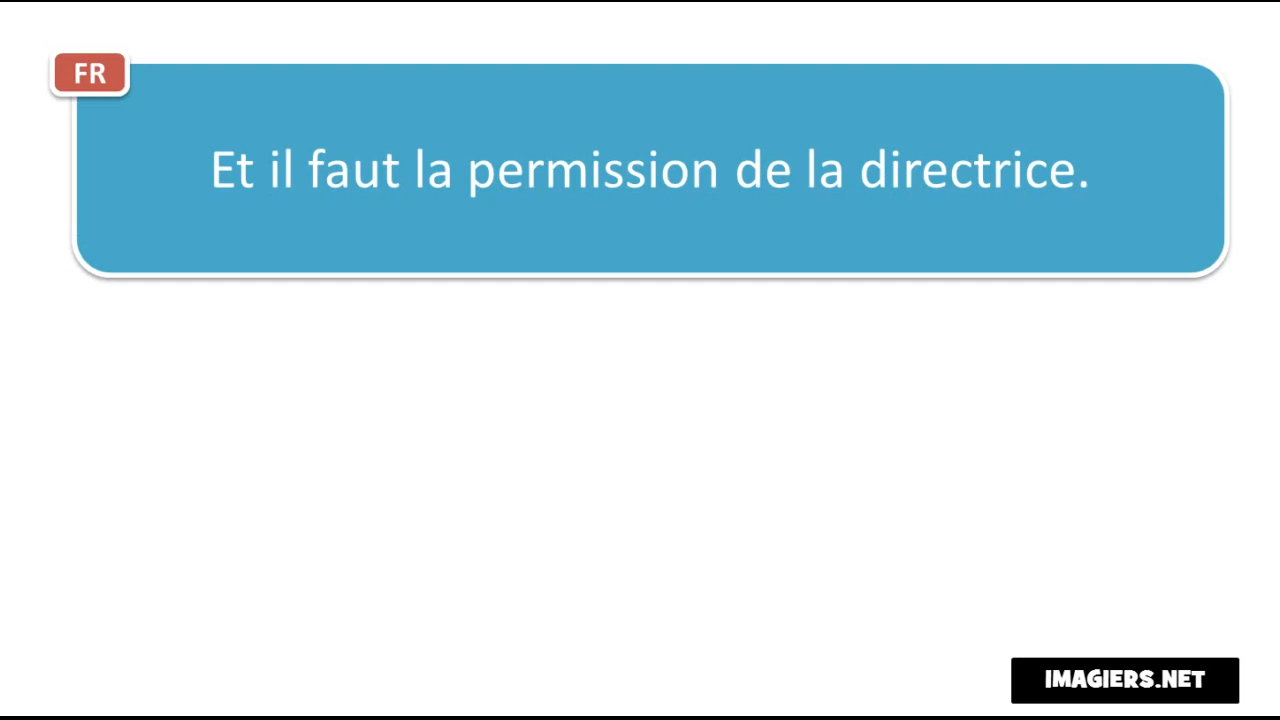 FR
Et il faut la permission de la directrice.
IMAGIERS.NET